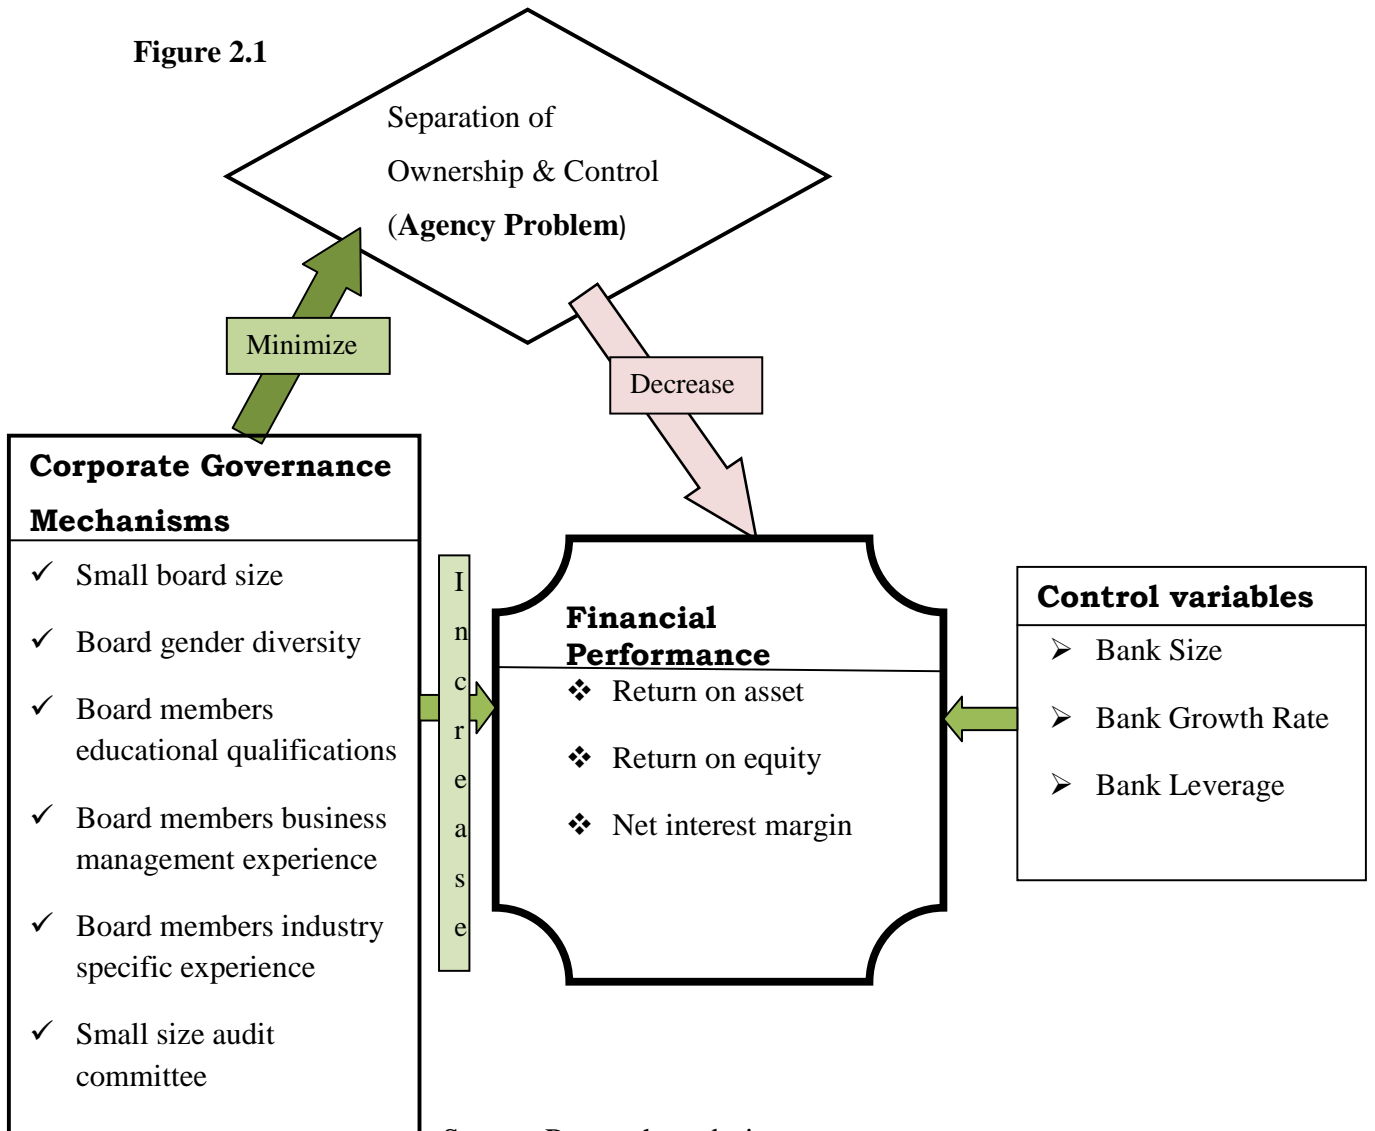 Figure 2.1
Separation of
Ownership & Control
(Agency Problem)
Minimize
Decrease
Corporate Governance
Mechanisms
✓ Small board size
✓ Board gender diversity
✓ Board members
educational qualifications
✓ Board members business
management experience
✓ Board members industry
specific experience
✓ Small size audit
committee
I
n
c
r
e
a
s
e
Financial
Performance
❖ Return on asset
❖ Return on equity
❖ Net interest margin
Control variables
➢ Bank Size
➢ Bank Growth Rate
➢ Bank Leverage